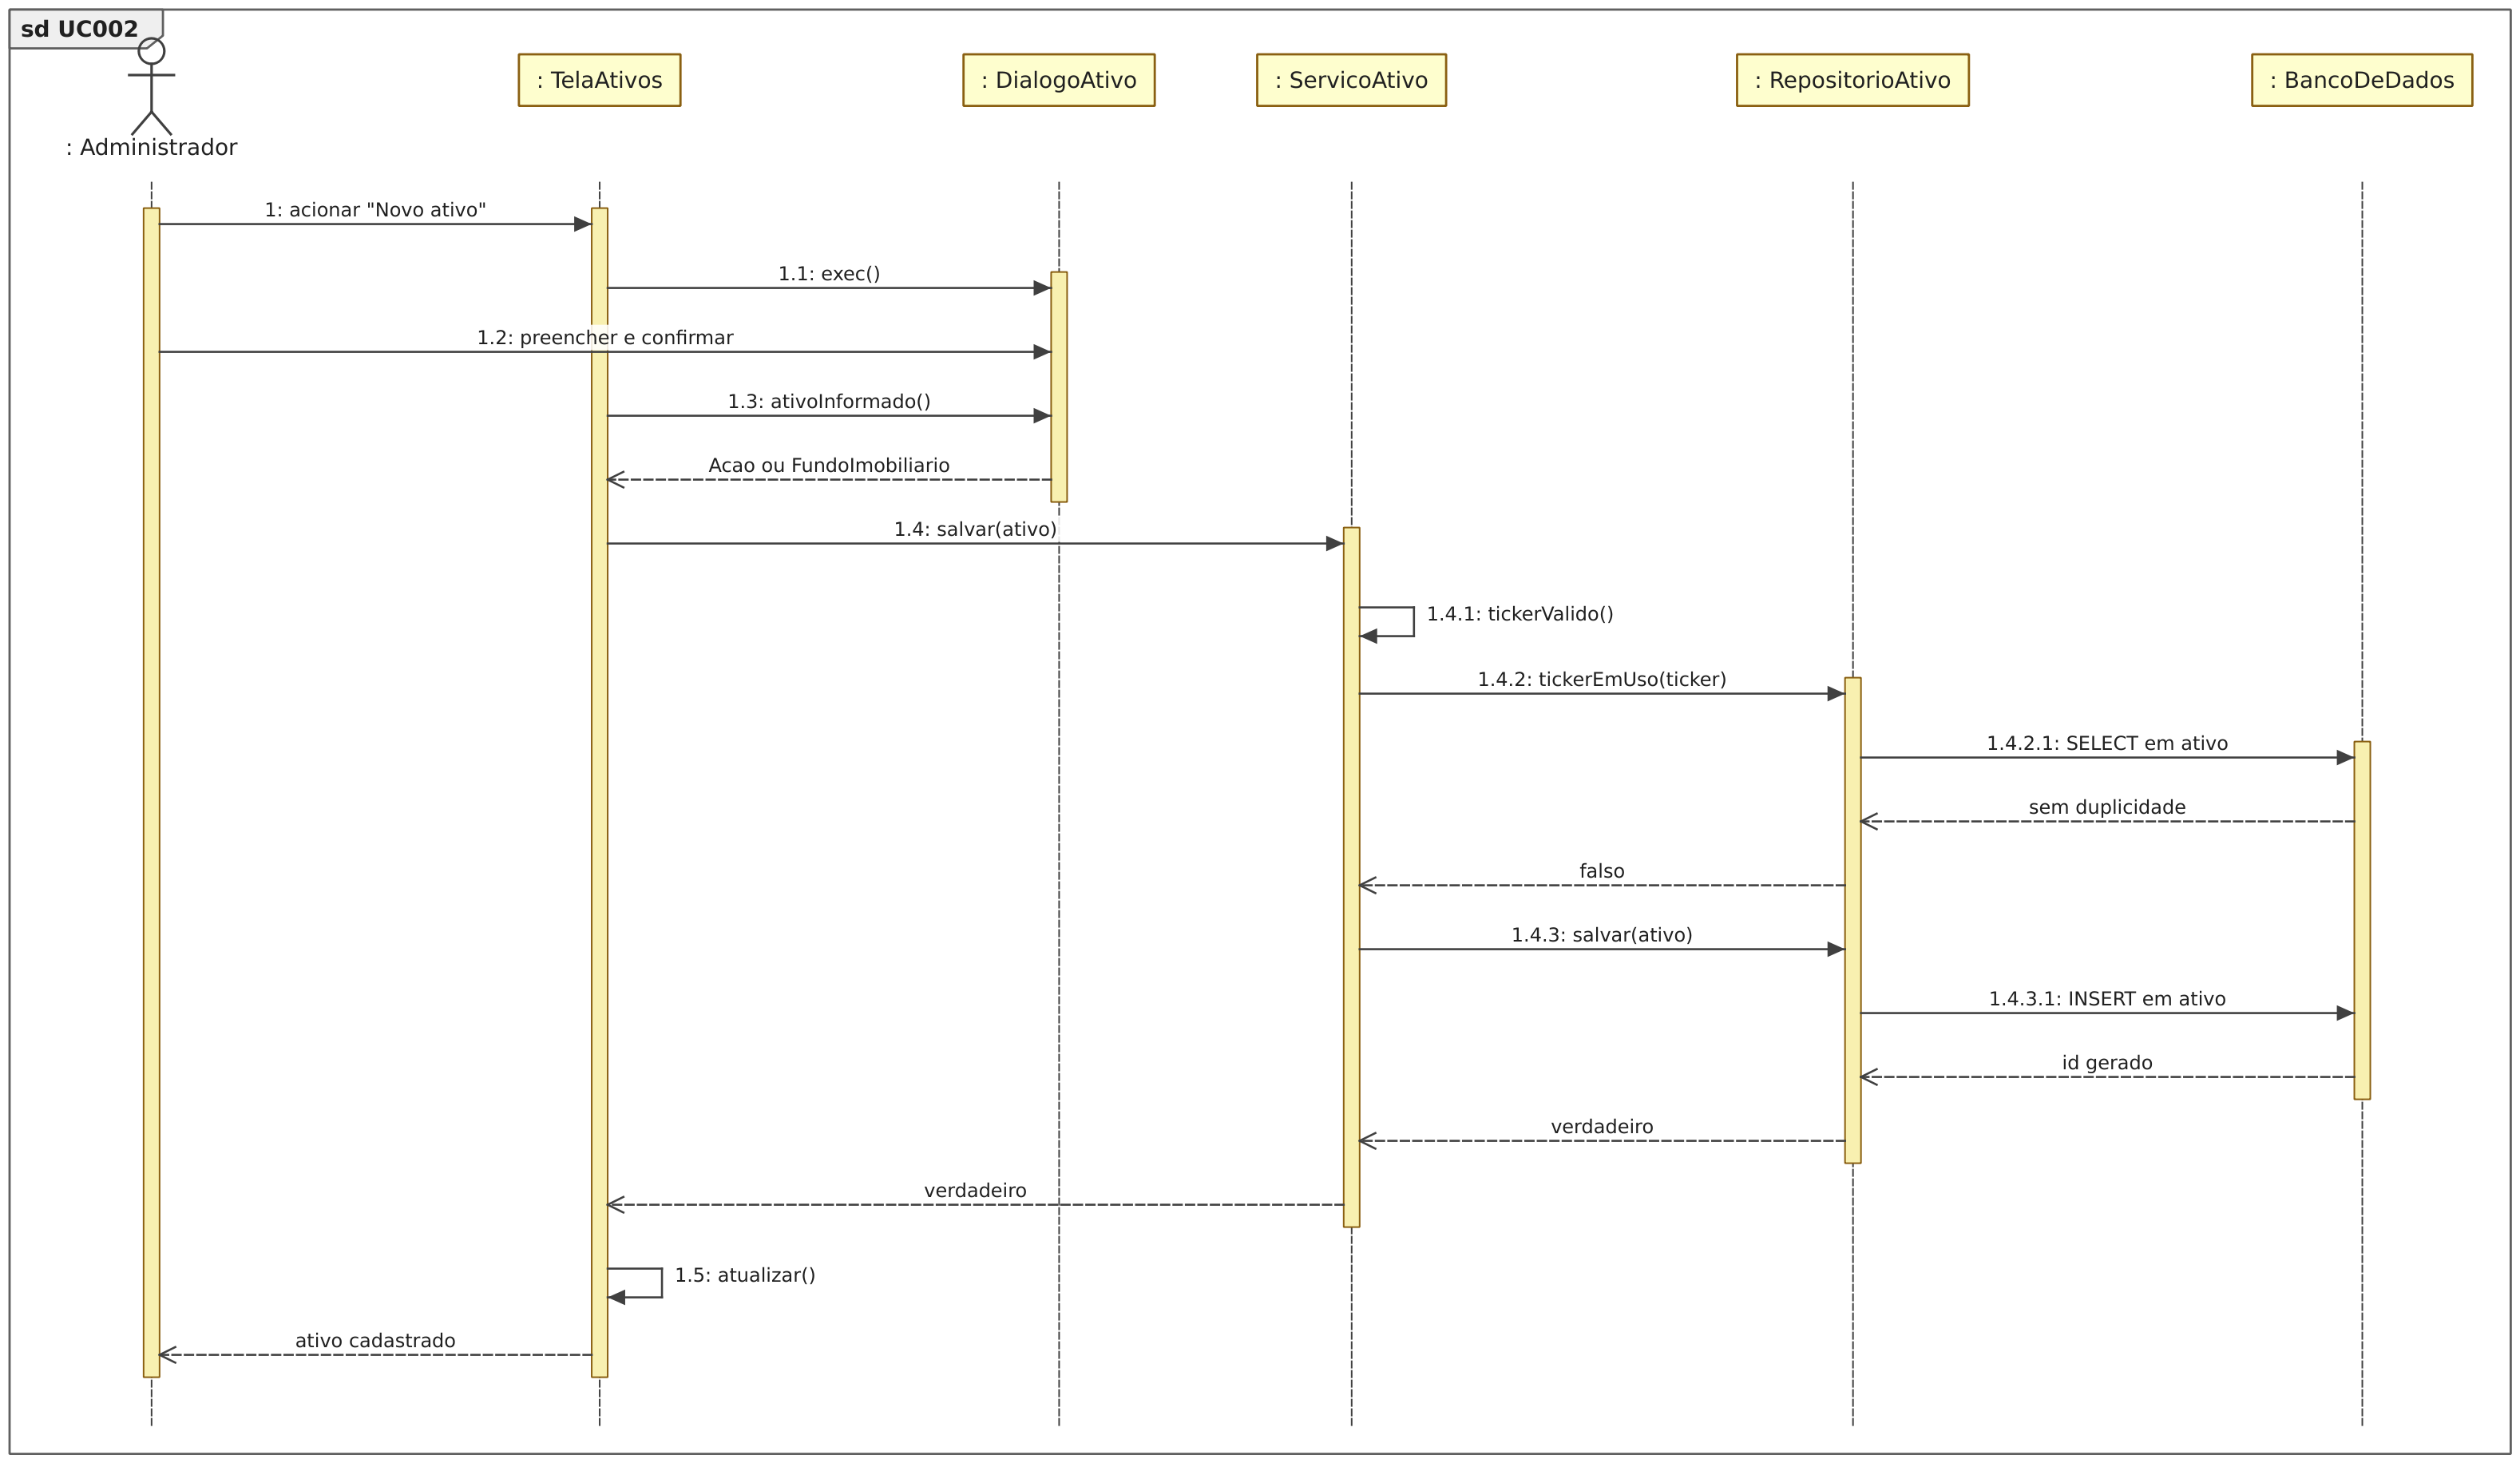 sd UC002
: Administrador
: TelaAtivos
: DialogoAtivo
: ServicoAtivo
: RepositorioAtivo
: BancoDeDados
1: acionar "Novo ativo"
1.1: exec()
1.2: preencher e confirmar
1.3: ativoInformado()
Acao ou FundoImobiliario
1.4: salvar(ativo)
1.4.1: tickerValido()
1.4.2: tickerEmUso(ticker)
1.4.2.1: SELECT em ativo
sem duplicidade
falso
1.4.3: salvar(ativo)
1.4.3.1: INSERT em ativo
id gerado
verdadeiro
verdadeiro
1.5: atualizar()
ativo cadastrado